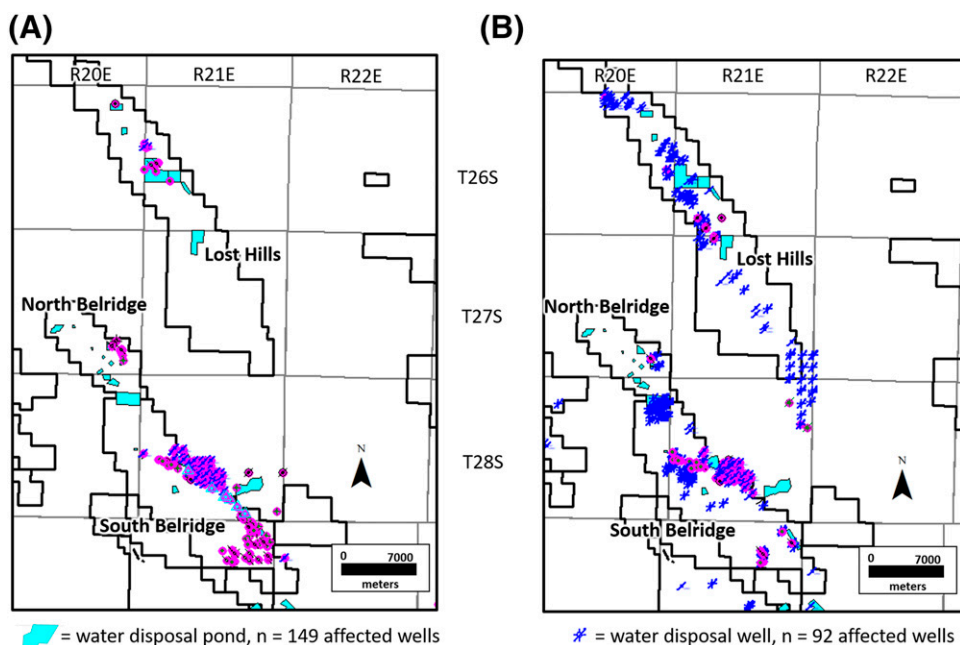 (A)
R20E R21E R22E
Lost Hills
North Belridge
N
South Belridge
0 7000
meters
= water disposal pond, n = 149 affected wells
T26S
T27S
T28S
(B)
R20E R21E R22E
Lost Hills
North Belridge
N
South Belridge
0 7000
meters
= water disposal well, n = 92 affected wells